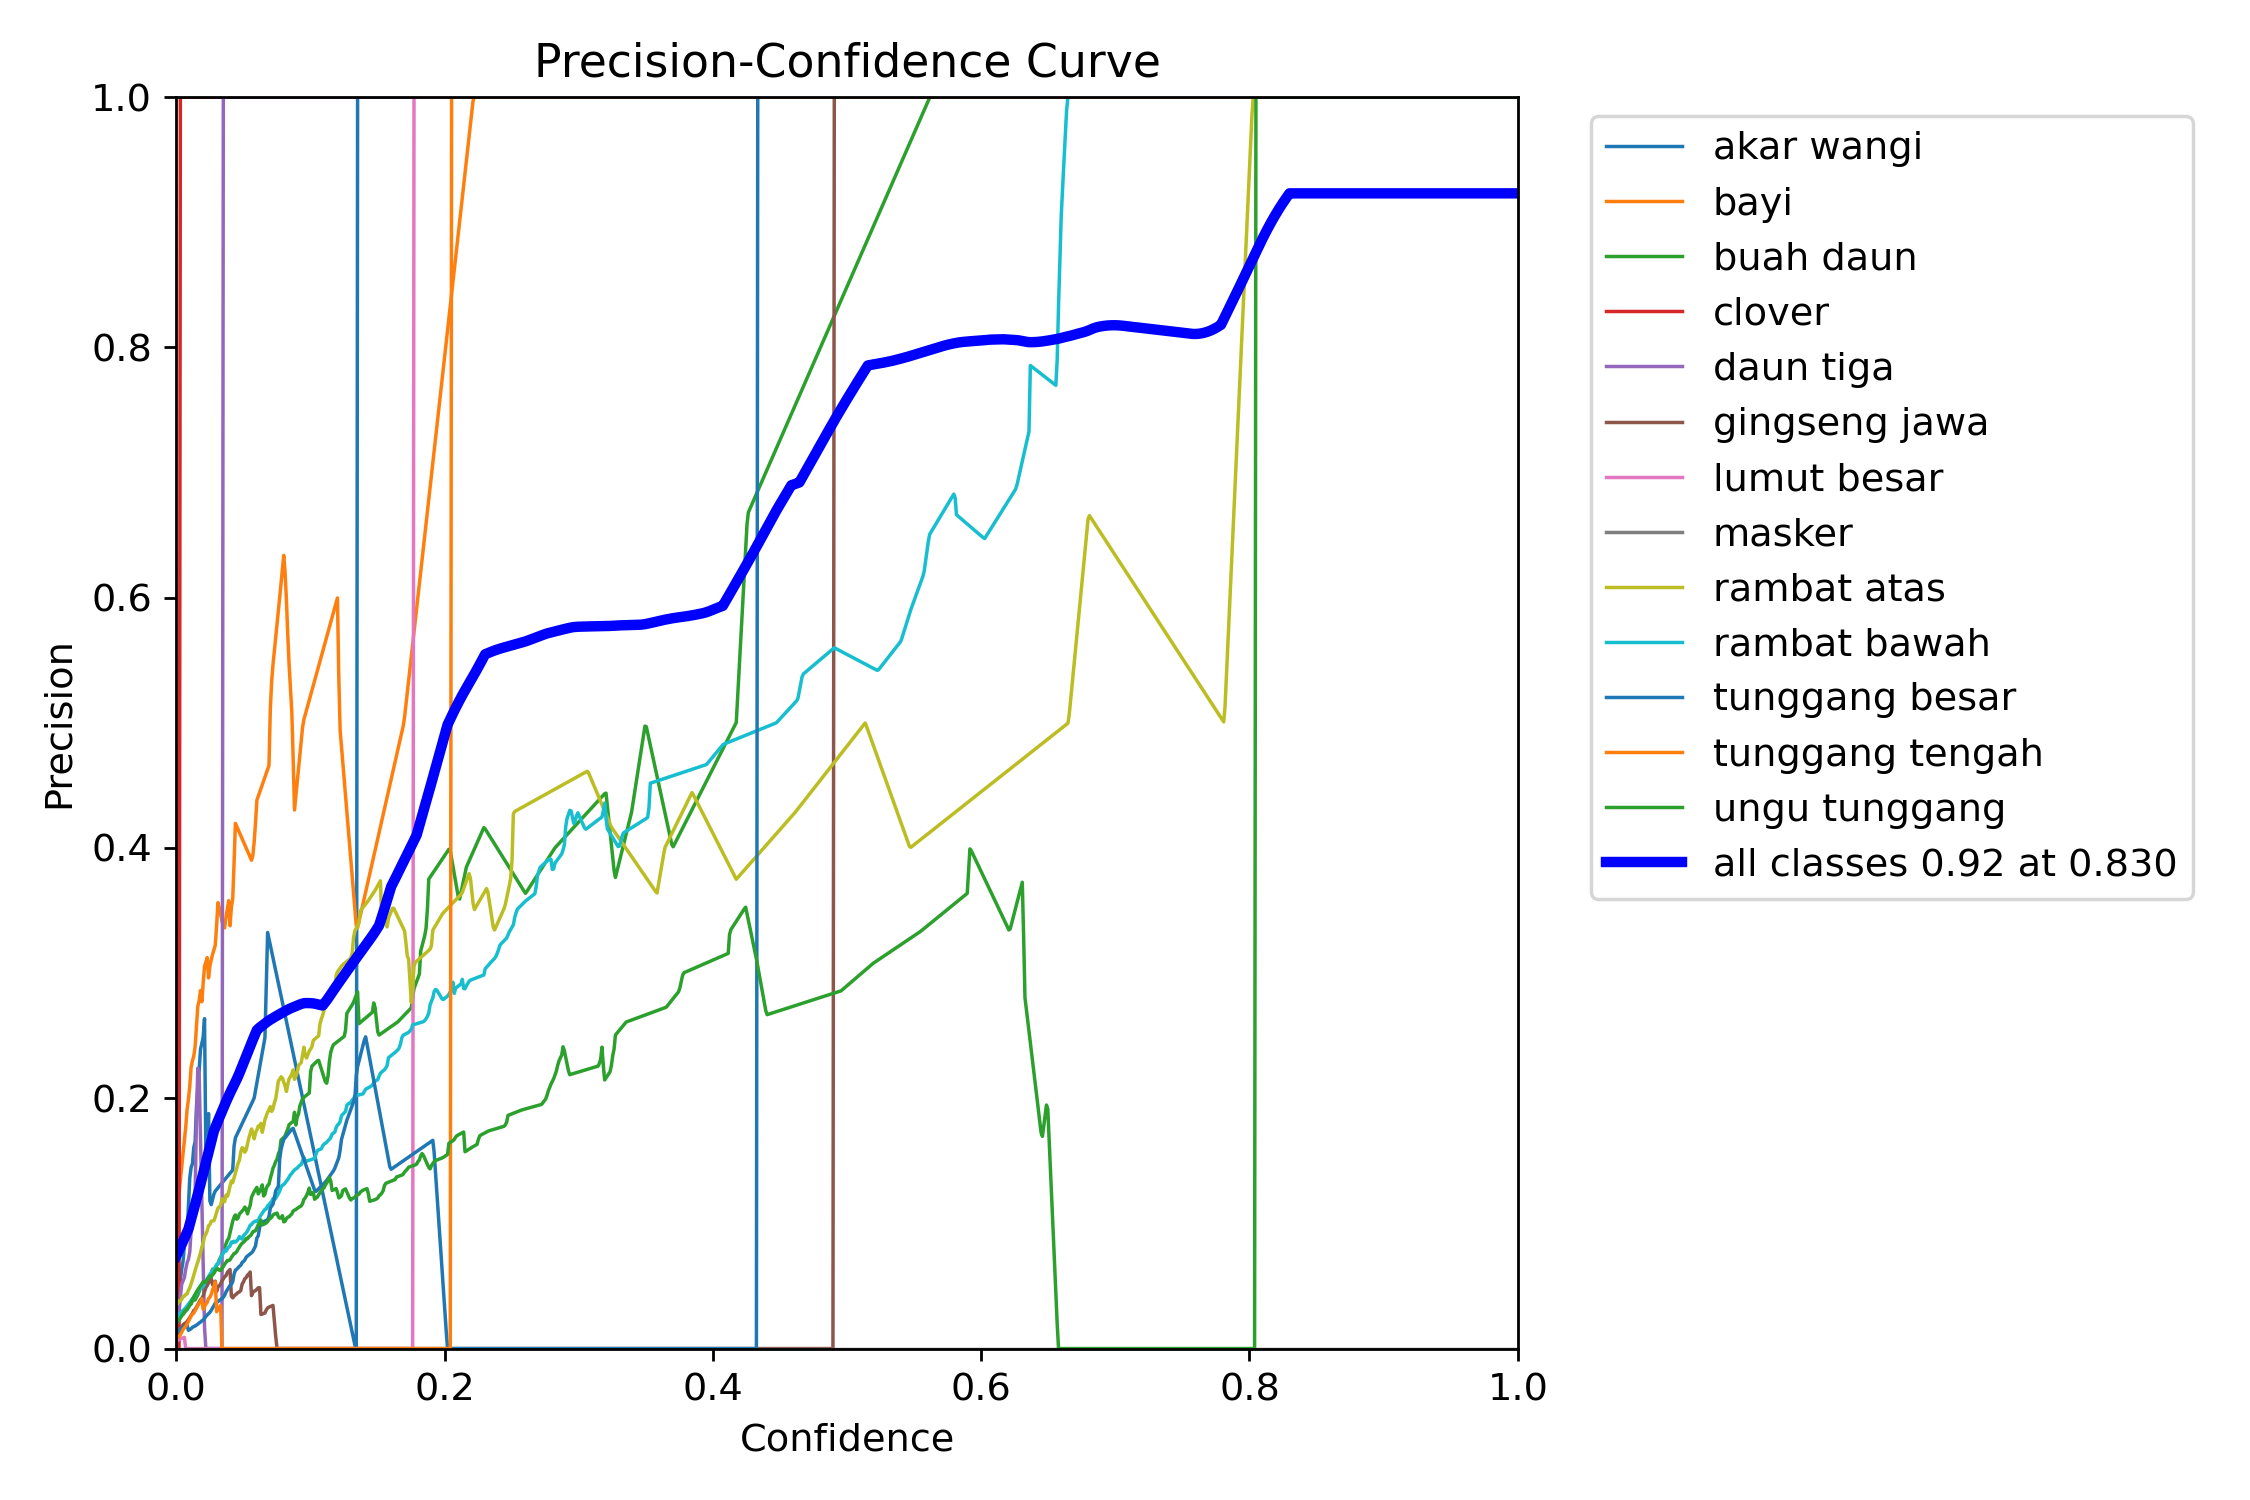 Precision-Confidence Curve
1.0
0.8
0.6
0.4
0.2
0.0
Precision
0.0 0.2 0.4 0.6 0.8 1.0
Confidence
akar wangi
bayi
buah daun
clover
daun tiga
gingseng jawa
lumut besar
masker
rambat atas
rambat bawah
tunggang besar
tunggang tengah
ungu tunggang
all classes 0.92 at 0.830